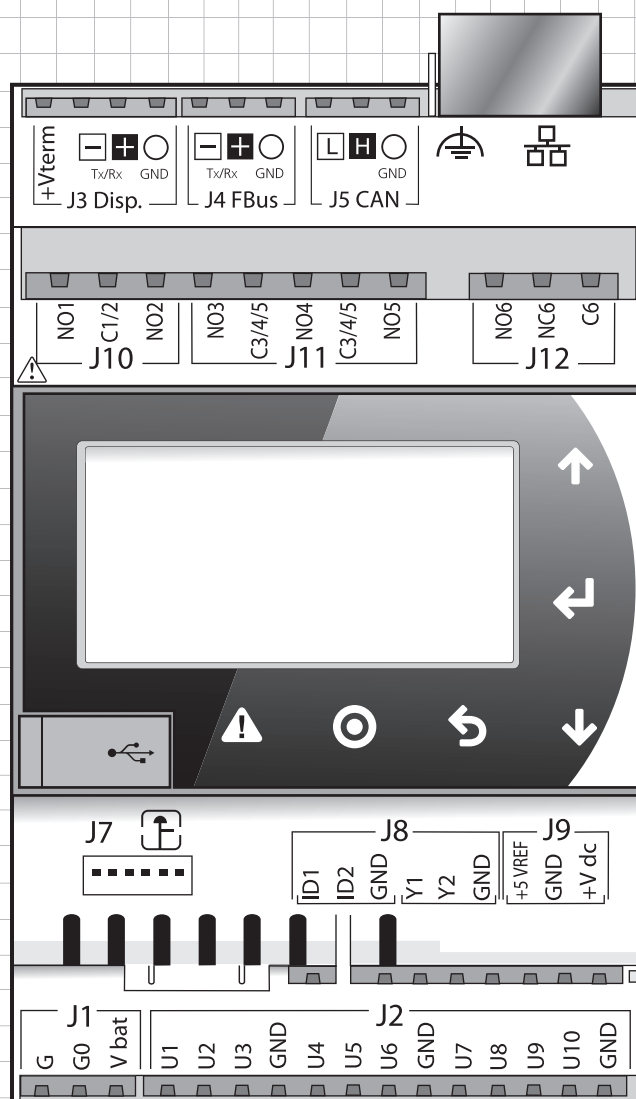 +Vterm
− +
Tx/Rx GND
J3 Disp.
− +
Tx/Rx GND
J4 FBus
L H
GND
J5 CAN
NO1 C1/2 NO2
J10
NO3 C3/4/5 NO4 C3/4/5 NO5
J11
NO6 NC6 C6
J12
J7
J8
ID1 ID2 GND Y1 Y2 GND
J9
+5 VREF GND +V dc
J1
G G0 V bat
J2
U1 U2 U3 GND U4 U5 U6 GND U7 U8 U9 U10 GND